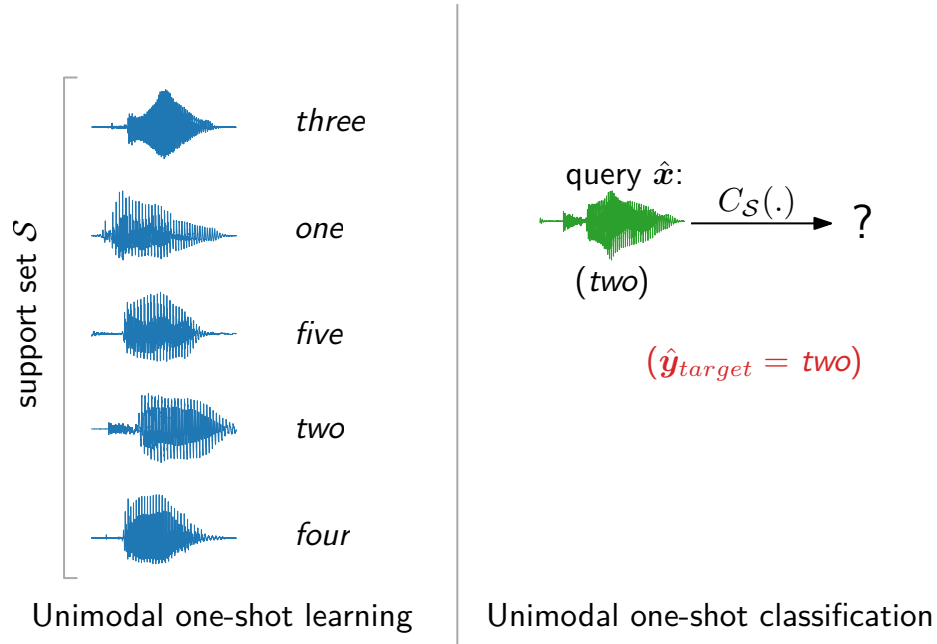 support set 𝒮
three
one
five
two
four
Unimodal one-shot learning
query x̂:
C_𝒮(.)
?
(two)
(ŷ_target = two)
Unimodal one-shot classification